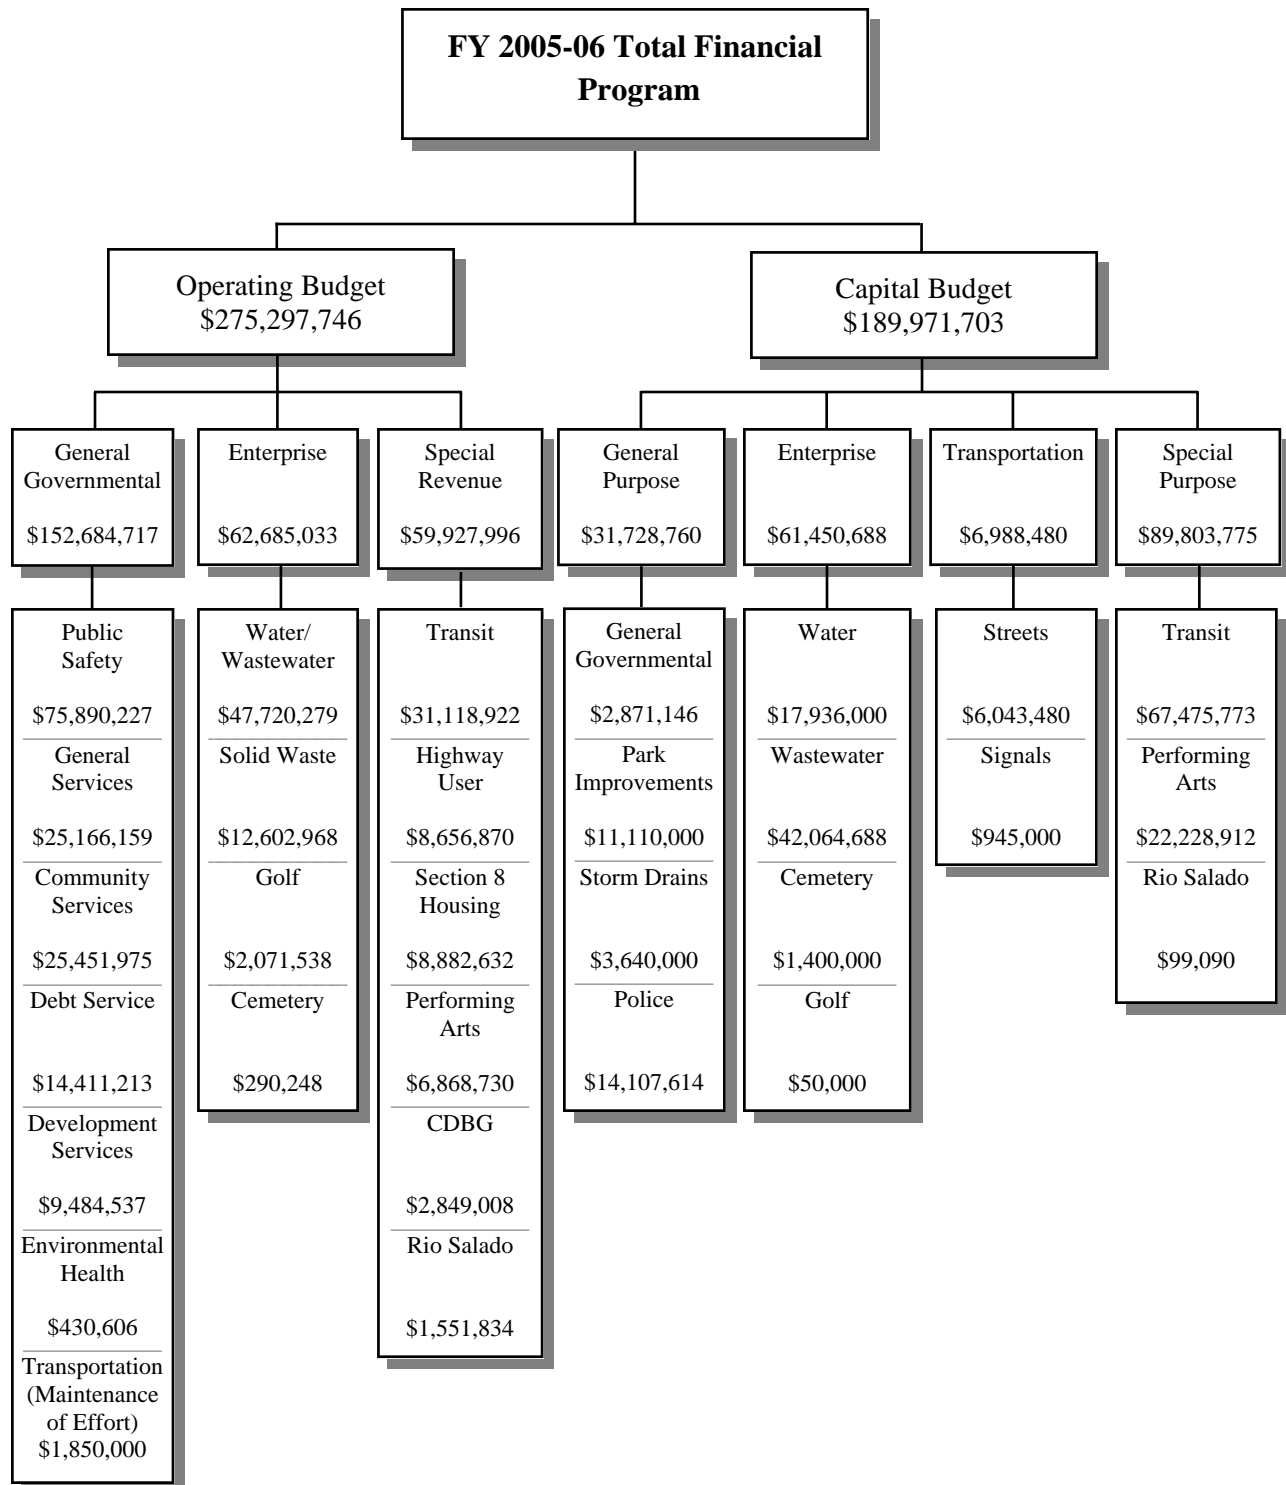 FY 2005-06 Total Financial
Program
Operating Budget
$275,297,746
Capital Budget
$189,971,703
General
Governmental
$152,684,717
Enterprise
$62,685,033
Special
Revenue
$59,927,996
General
Purpose
$31,728,760
Enterprise
$61,450,688
Transportation
$6,988,480
Special
Purpose
$89,803,775
Public
Safety
$75,890,227
General
Services
$25,166,159
Community
Services
$25,451,975
Debt Service
$14,411,213
Development
Services
$9,484,537
Environmental
Health
$430,606
Transportation
(Maintenance
of Effort)
$1,850,000
Water/
Wastewater
$47,720,279
Solid Waste
$12,602,968
Golf
$2,071,538
Cemetery
$290,248
Transit
$31,118,922
Highway
User
$8,656,870
Section 8
Housing
$8,882,632
Performing
Arts
$6,868,730
CDBG
$2,849,008
Rio Salado
$1,551,834
General
Governmental
$2,871,146
Park
Improvements
$11,110,000
Storm Drains
$3,640,000
Police
$14,107,614
Water
$17,936,000
Wastewater
$42,064,688
Cemetery
$1,400,000
Golf
$50,000
Streets
$6,043,480
Signals
$945,000
Transit
$67,475,773
Performing
Arts
$22,228,912
Rio Salado
$99,090